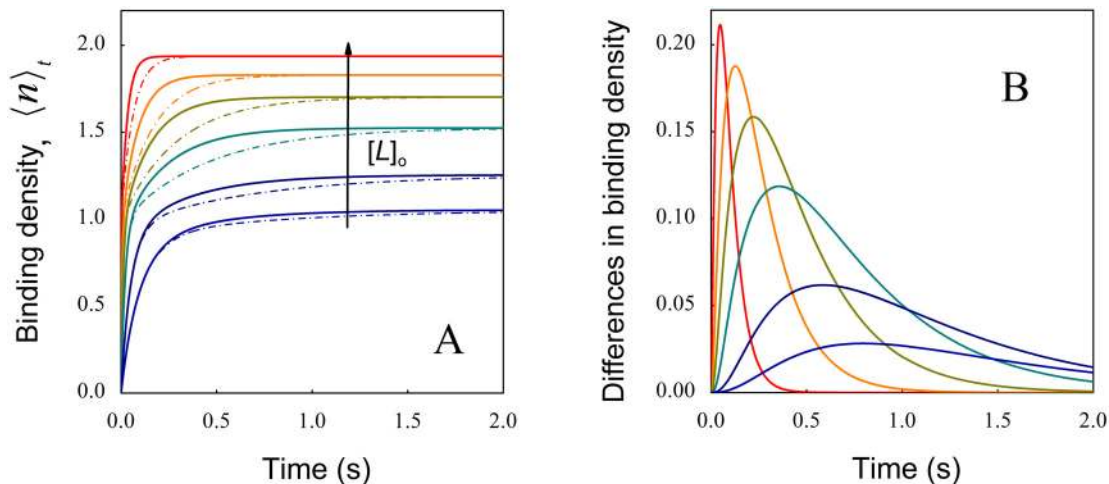 Binding density, ⟨n⟩t
2.0
1.5
1.0
0.5
0.0
[L]o
A
0.0 0.5 1.0 1.5 2.0
Time (s)
Differences in binding density
0.20
0.15
0.10
0.05
0.00
B
0.0 0.5 1.0 1.5 2.0
Time (s)